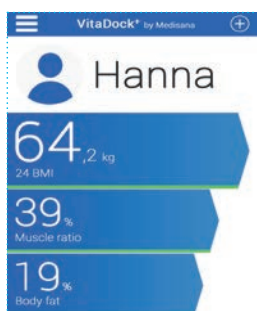 VitaDock+ by Medisana
Hanna
64,2 kg
24 BMI
39%
Muscle ratio
19%
Body fat